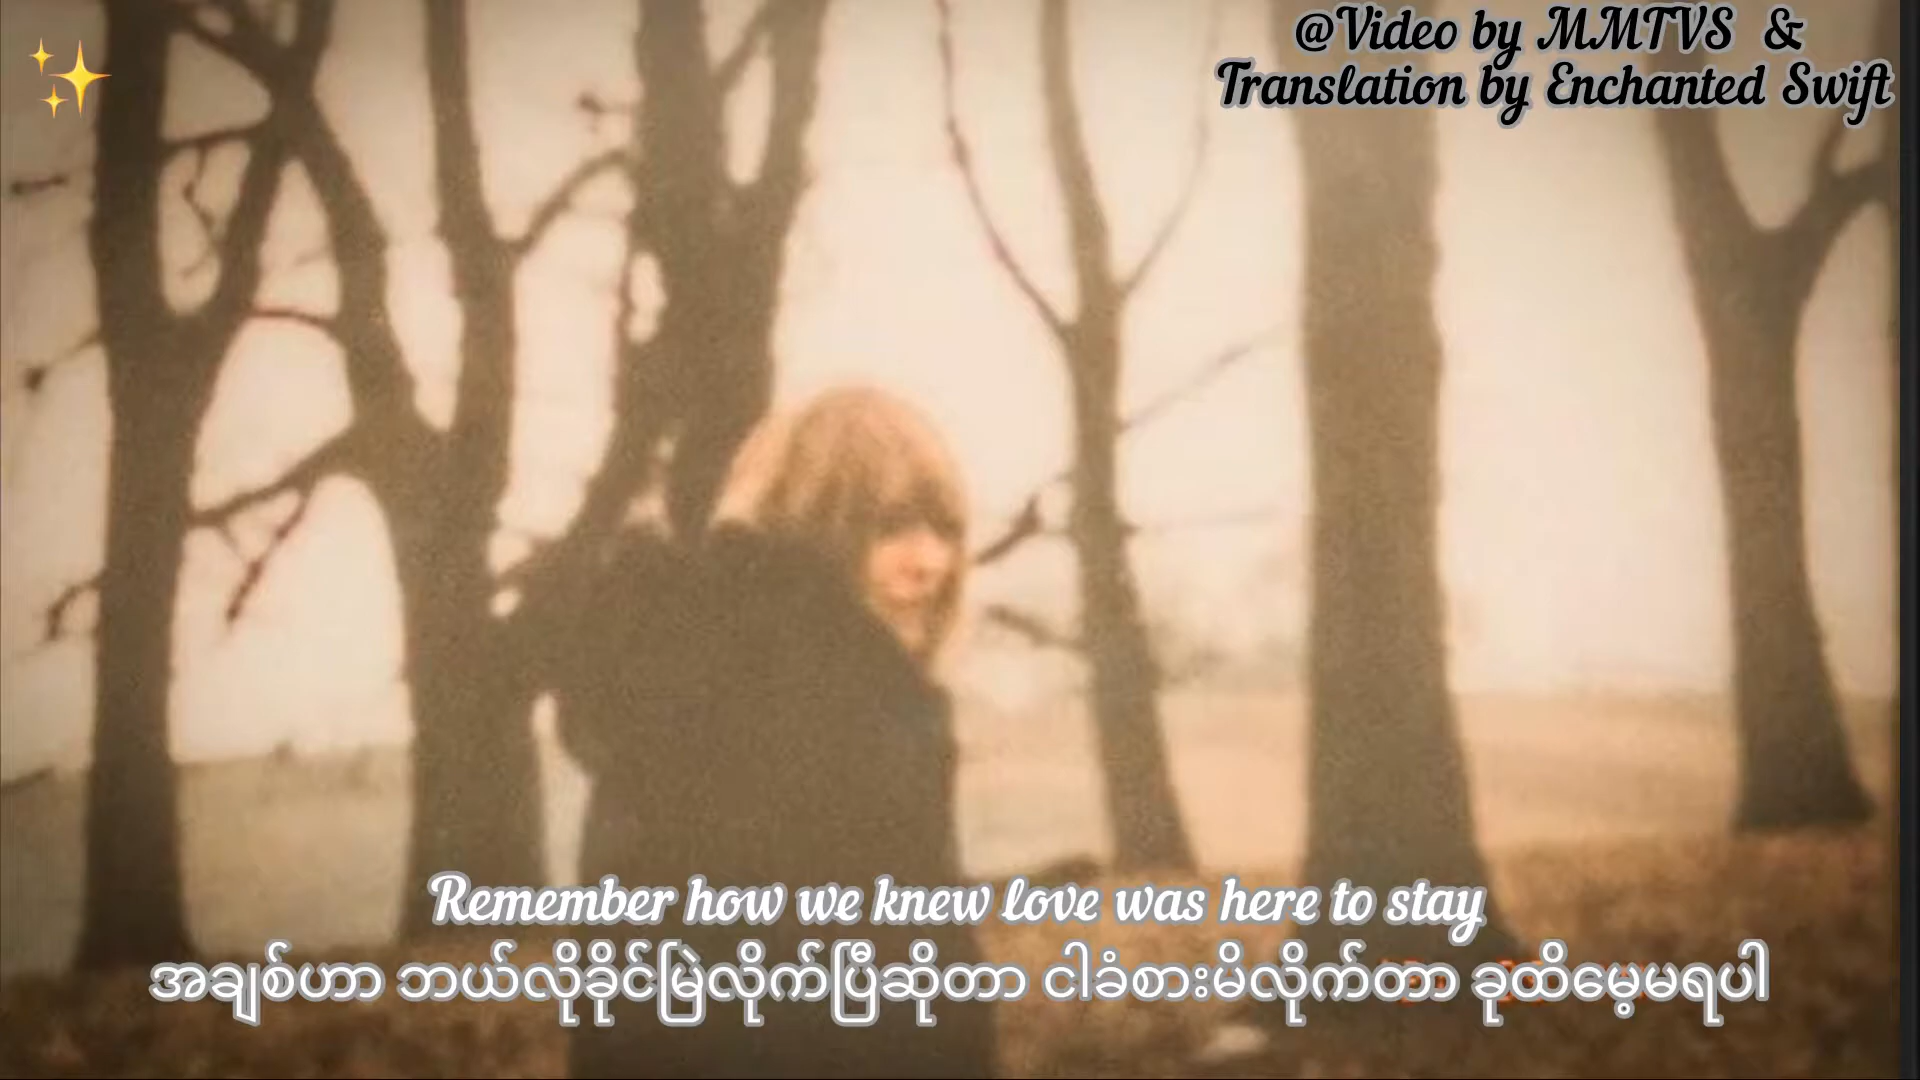 @Video by MMTVS &
Translation by Enchanted Swift
Remember how we knew love was here to stay
အချစ်ဟာ ဘယ်လိုခိုင်မြဲလိုက်ပြီဆိုတာ ငါခံစားမိလိုက်တာ ခုထိမေ့မရပါ